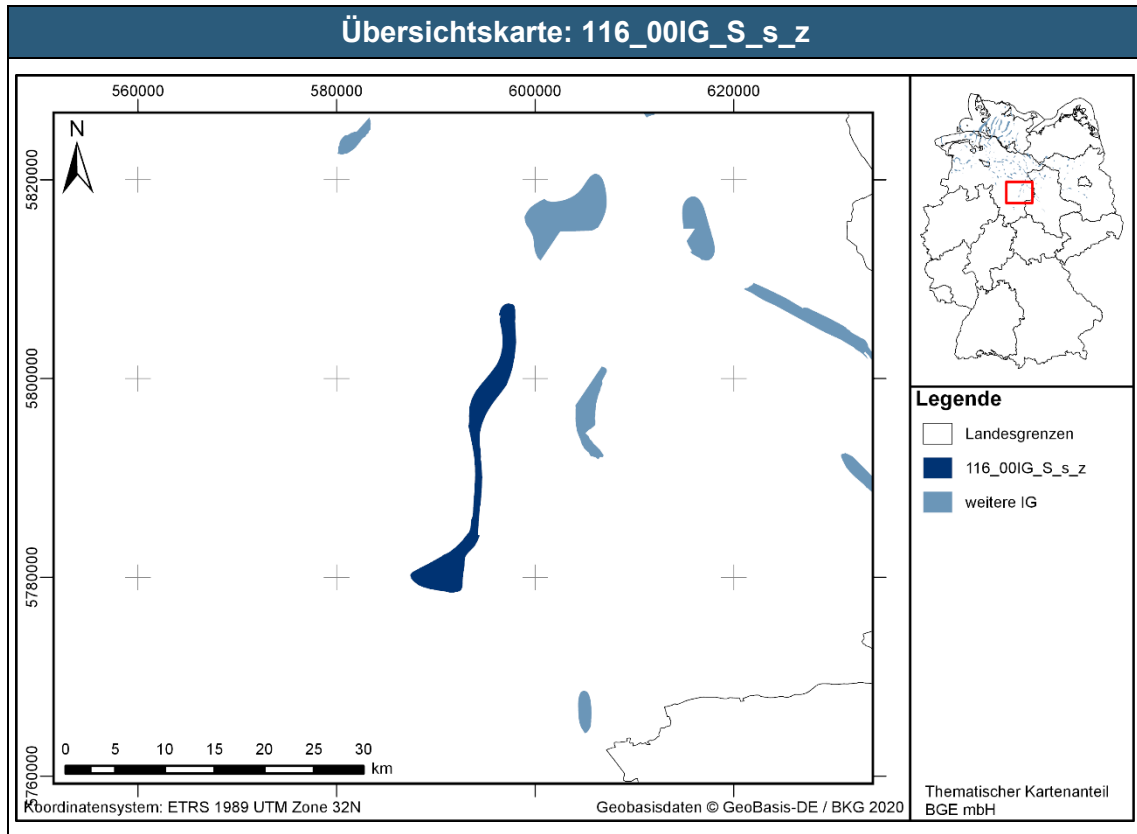 Übersichtskarte: 116_00IG_S_s_z
560000
580000
600000
620000
5820000
5800000
5780000
5760000
N
0 5 10 15 20 25 30
km
Koordinatensystem: ETRS 1989 UTM Zone 32N
Geobasisdaten © GeoBasis-DE / BKG 2020
Legende
Landesgrenzen
116_00IG_S_s_z
weitere IG
Thematischer Kartenanteil
BGE mbH